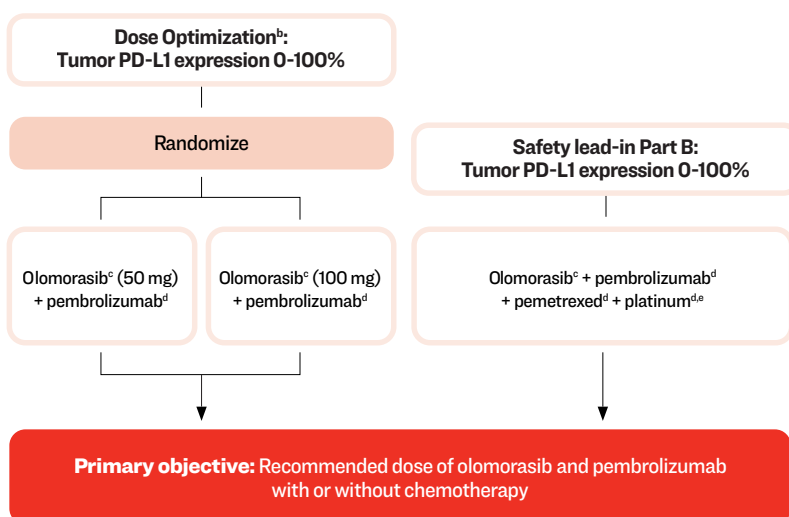 Dose Optimizationᵇ:
Tumor PD-L1 expression 0-100%
Randomize
Olomorasibᶜ (50 mg)
+ pembrolizumabᵈ
Olomorasibᶜ (100 mg)
+ pembrolizumabᵈ
Safety lead-in Part B:
Tumor PD-L1 expression 0-100%
Olomorasibᶜ + pembrolizumabᵈ
+ pemetrexedᵈ + platinumᵈ,ᵉ
Primary objective: Recommended dose of olomorasib and pembrolizumab
with or without chemotherapy